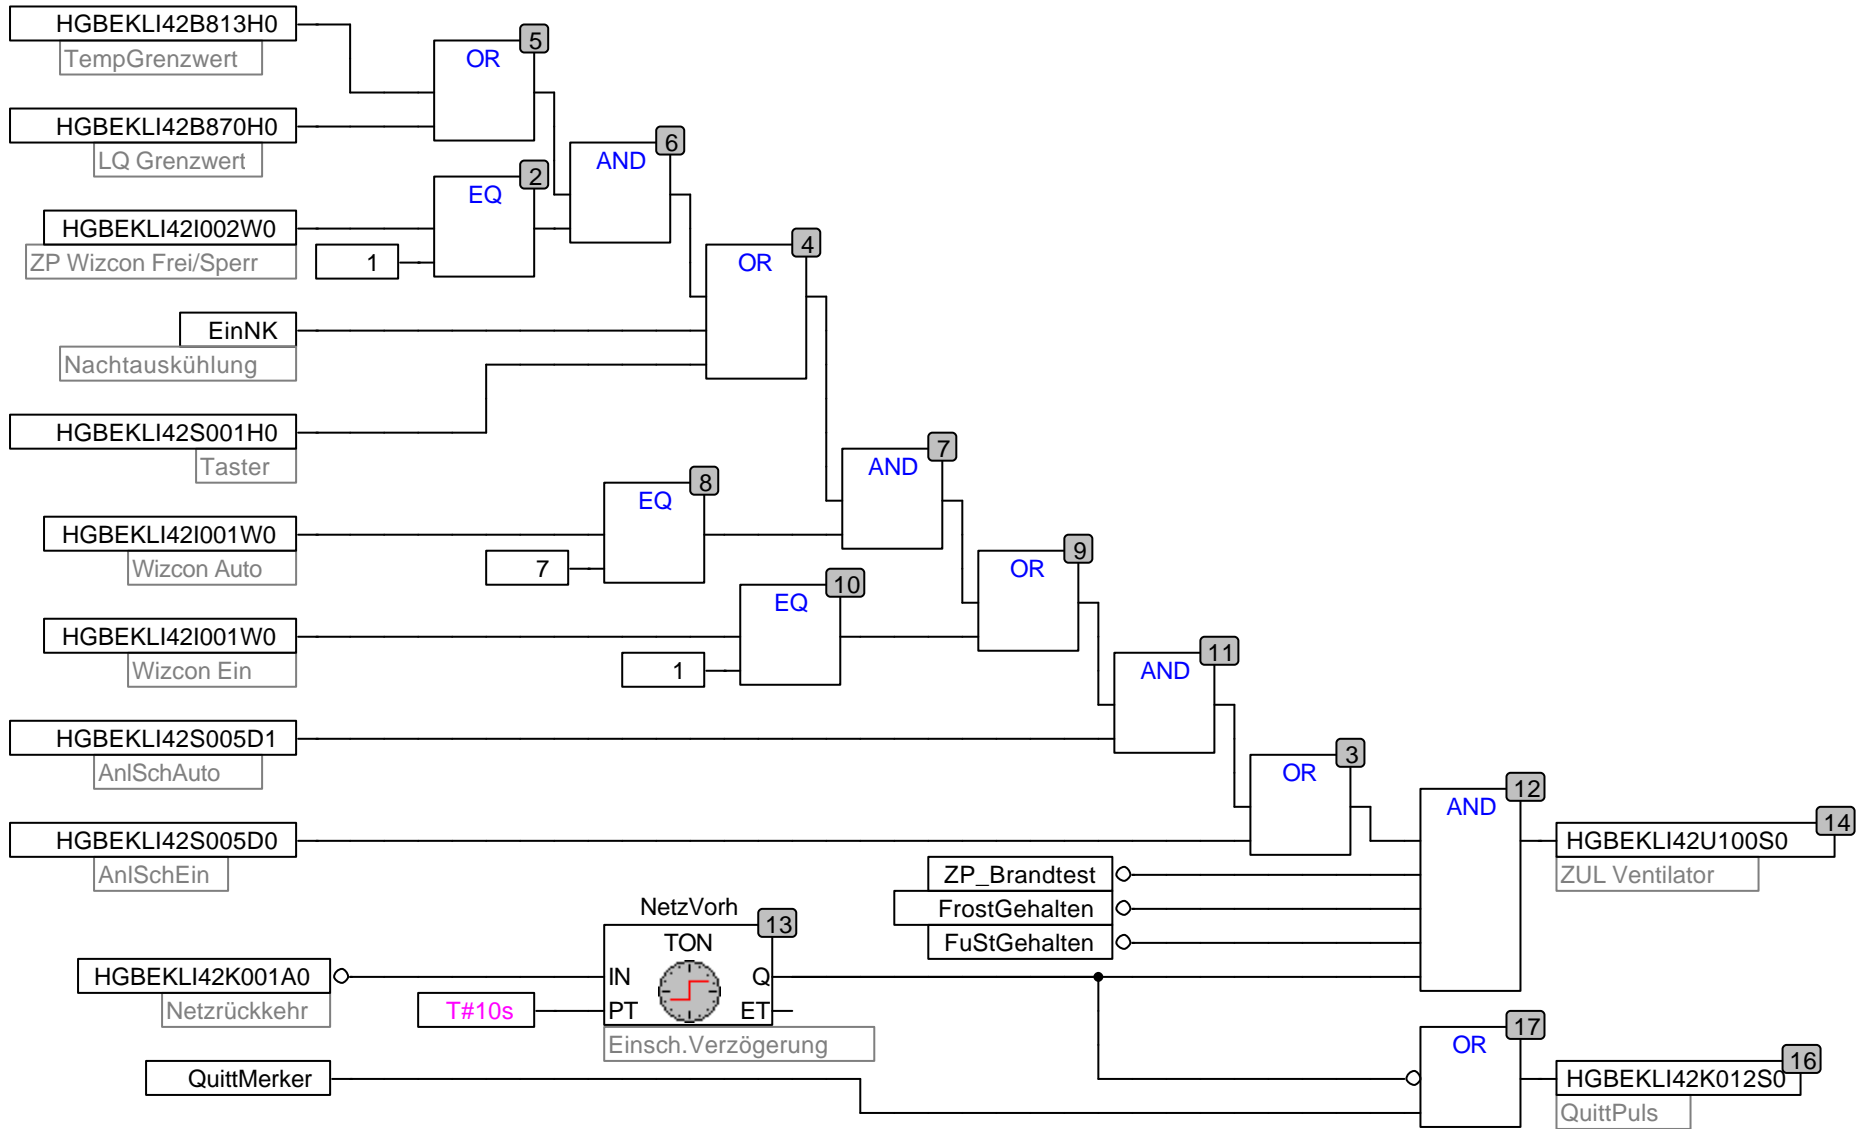 HGBEKLI42B813H0
TempGrenzwert
5
OR
HGBEKLI42B870H0
LQ Grenzwert
6
AND
2
EQ
HGBEKLI42I002W0
ZP Wizcon Frei/Sperr
1
4
OR
EinNK
Nachtauskühlung
HGBEKLI42S001H0
Taster
7
AND
8
EQ
HGBEKLI42I001W0
Wizcon Auto
7
9
OR
10
EQ
HGBEKLI42I001W0
Wizcon Ein
1
11
AND
HGBEKLI42S005D1
AnlSchAuto
3
OR
12
AND
HGBEKLI42S005D0
AnlSchEin
14
HGBEKLI42U100S0
ZUL Ventilator
ZP_Brandtest
FrostGehalten
FuStGehalten
NetzVorh
13
TON
HGBEKLI42K001A0
Netzrückkehr
IN
Q
T#10s
PT
ET
Einsch.Verzögerung
17
OR
QuittMerker
16
HGBEKLI42K012S0
QuittPuls